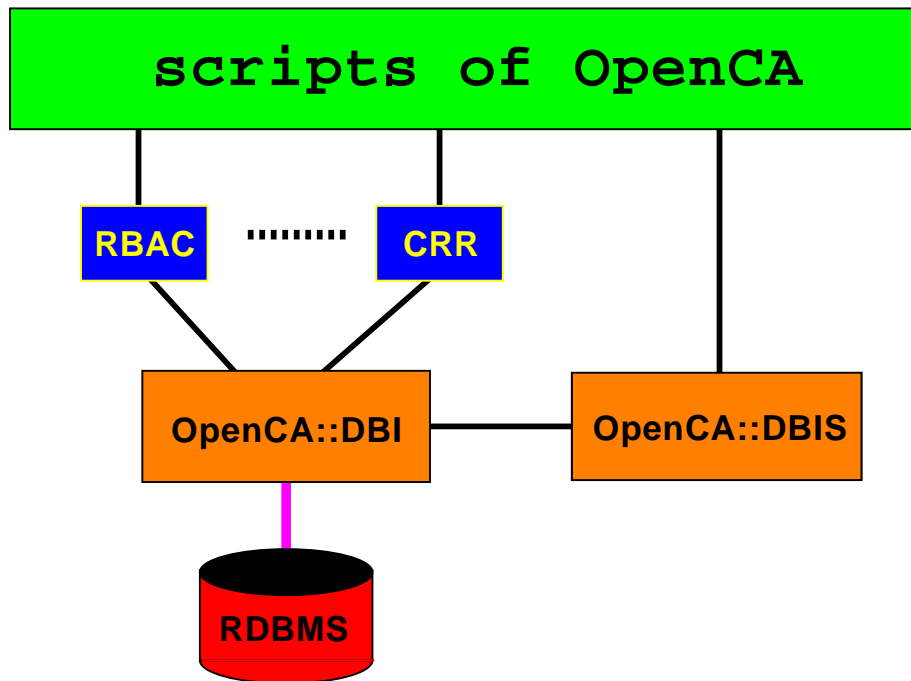 scripts of OpenCA
RBAC
CRR
OpenCA::DBI
OpenCA::DBIS
RDBMS